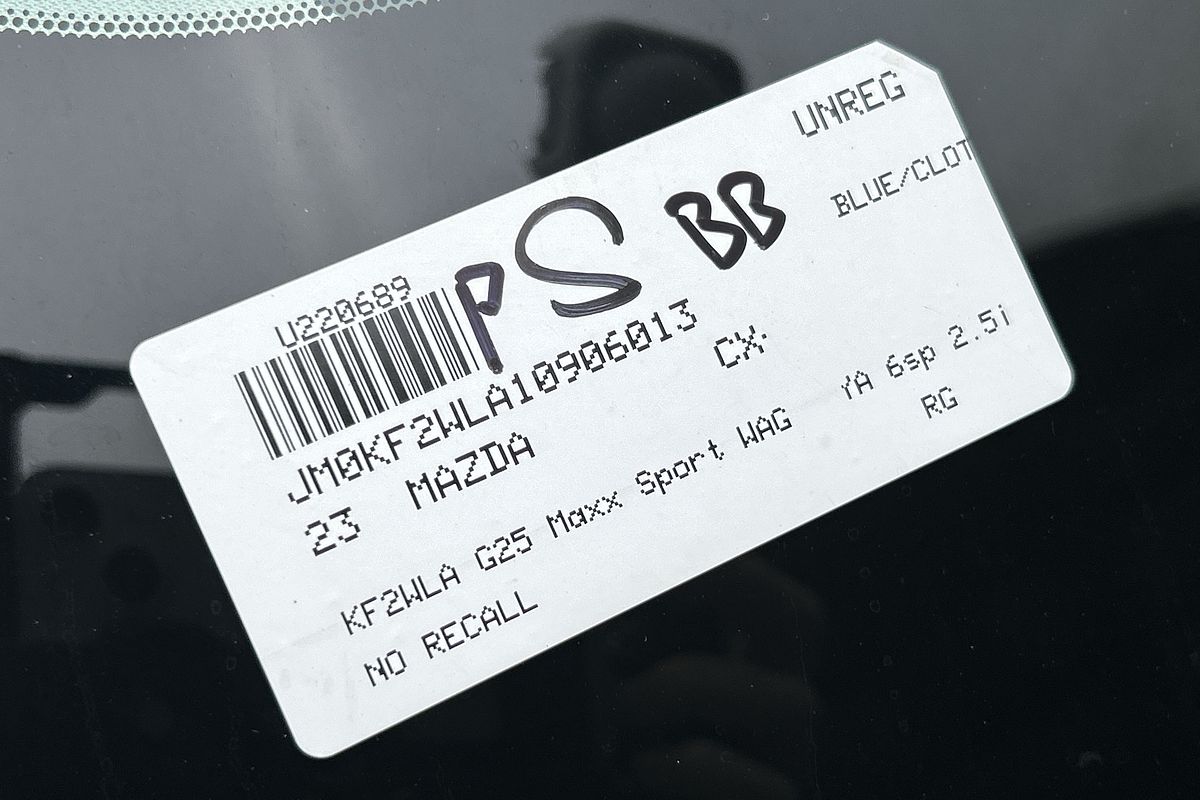 UNREG
BLUE/CLOT
PS BB
U220689
JM0KF2WLA10906013
23 MAZDA CX-
KF2WLA G25 Maxx Sport WAG YA 6sp 2.5i
NO RECALL RG